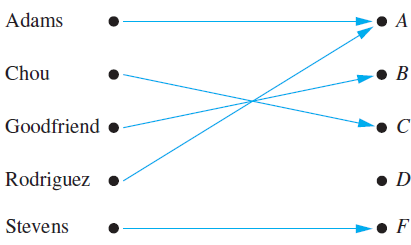 Adams A
Chou B
Goodfriend C
Rodriguez D
Stevens F